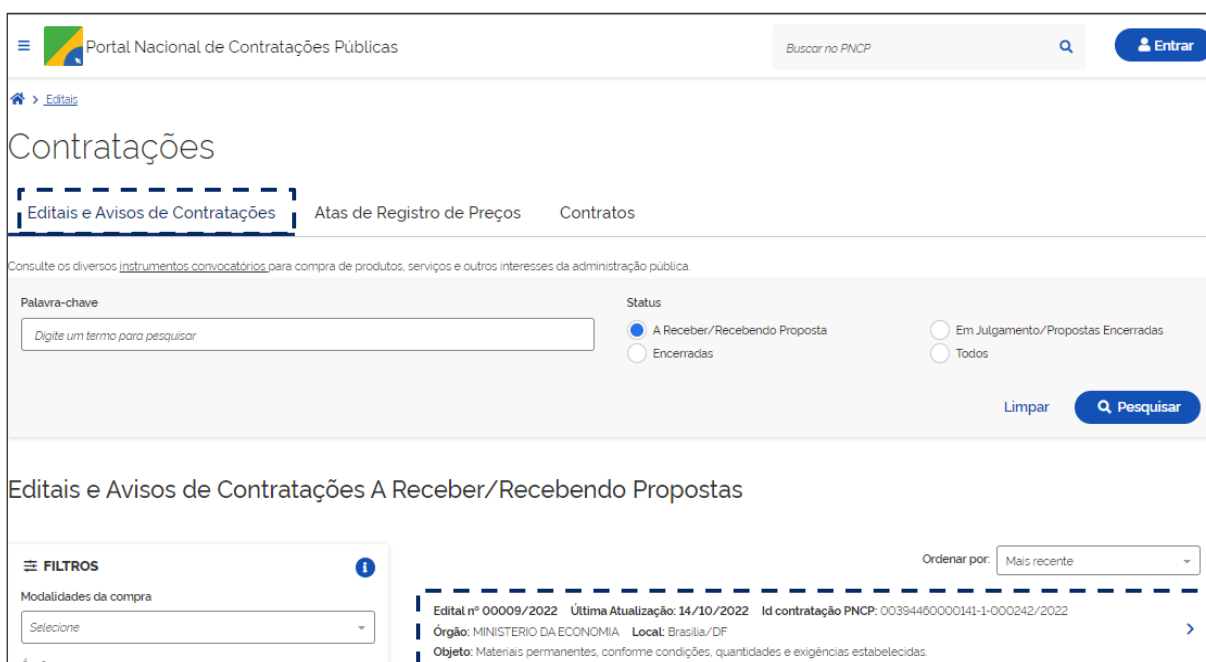 Portal Nacional de Contratações Públicas
Buscar no PNCP
Entrar
> Editais
Contratações
Editais e Avisos de Contratações Atas de Registro de Preços Contratos
Consulte os diversos instrumentos convocatórios para compra de produtos, serviços e outros interesses da administração pública.
Palavra-chave
Digite um termo para pesquisar
Status
A Receber/Recebendo Proposta Em Julgamento/Propostas Encerradas
Encerradas Todos
Limpar Pesquisar
Editais e Avisos de Contratações A Receber/Recebendo Propostas
FILTROS
Modalidades da compra
Selecione
Ordenar por: Mais recente
Edital nº 00009/2022 Última Atualização: 14/10/2022 Id contratação PNCP: 00394460000141-1-000242/2022
Órgão: MINISTERIO DA ECONOMIA Local: Brasília/DF
Objeto: Materiais permanentes, conforme condições, quantidades e exigências estabelecidas.